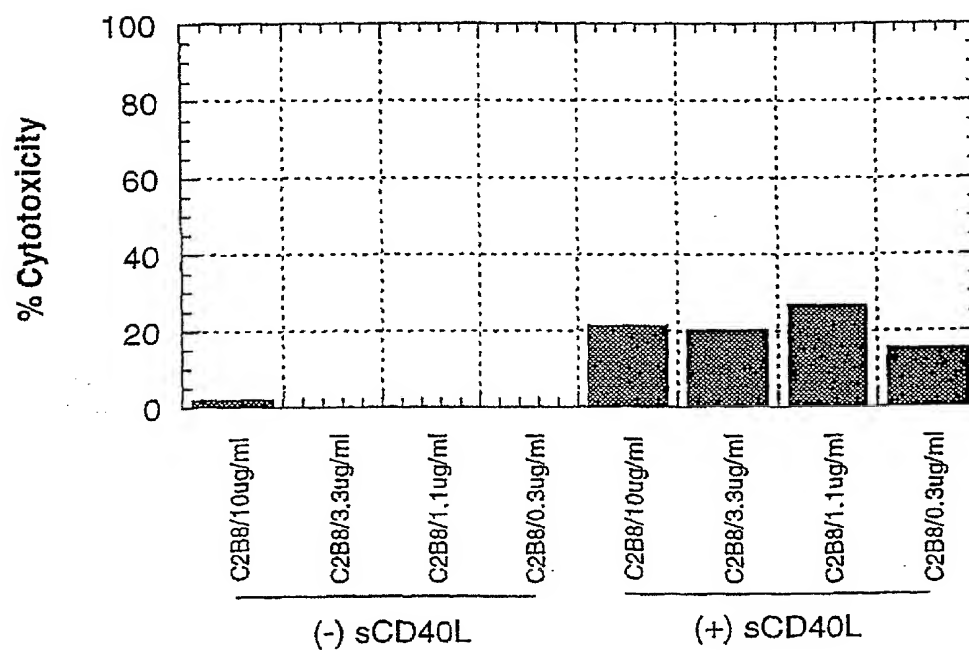 100
80
60
40
20
0
% Cytotoxicity
C2B8/10ug/ml
C2B8/3.3ug/ml
C2B8/1.1ug/ml
C2B8/0.3ug/ml
C2B8/10ug/ml
C2B8/3.3ug/ml
C2B8/1.1ug/ml
C2B8/0.3ug/ml
(-) sCD40L
(+) sCD40L